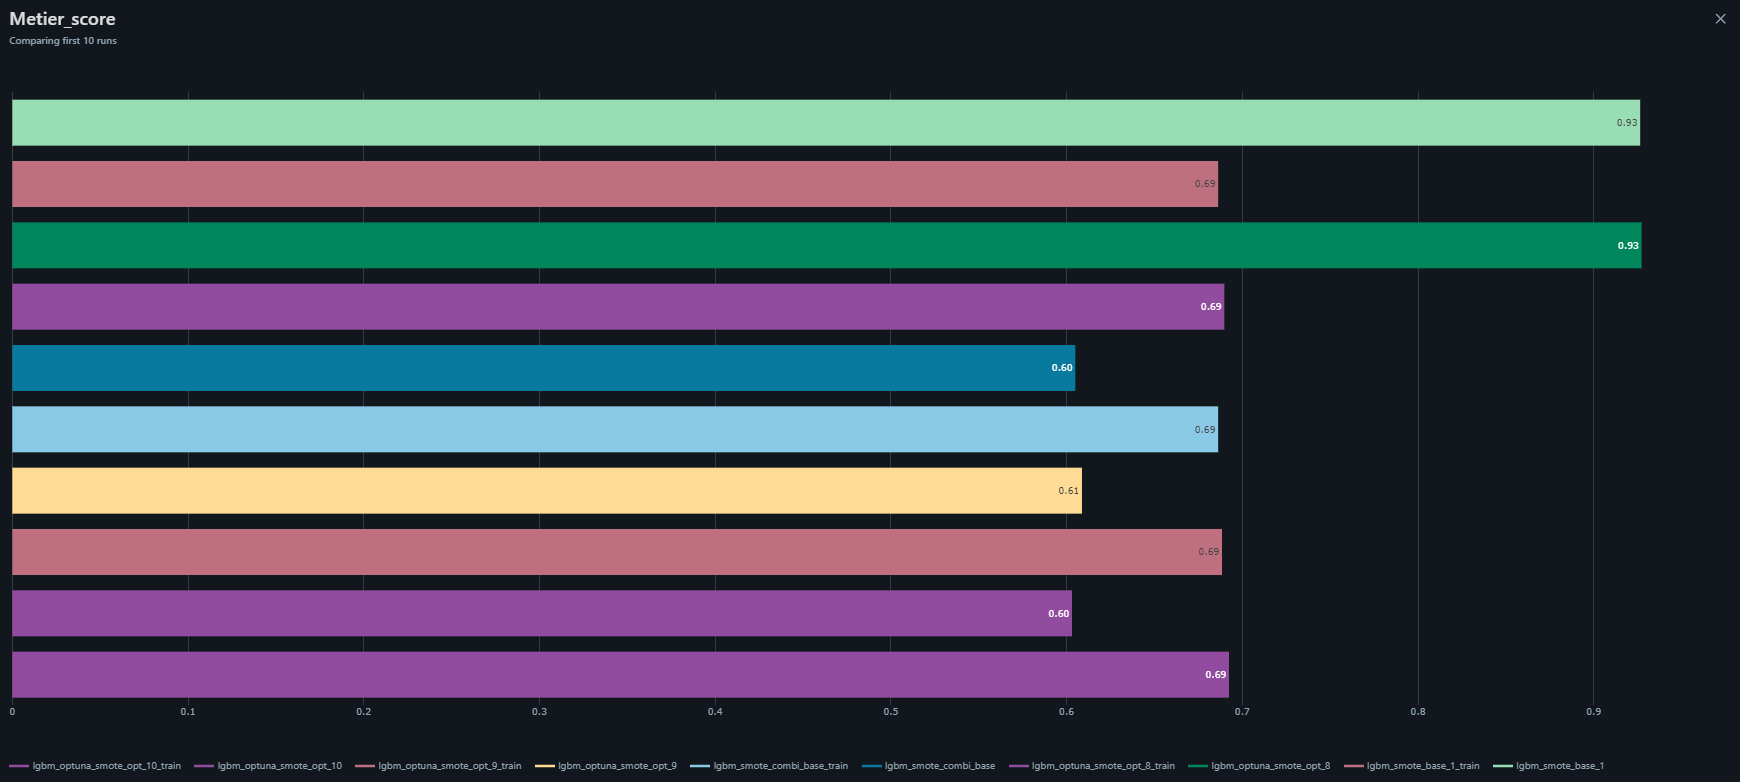 Metier_score
Comparing first 10 runs
0.93
0.69
0.93
0.69
0.60
0.69
0.61
0.69
0.60
0.69
0 0.1 0.2 0.3 0.4 0.5 0.6 0.7 0.8 0.9
lgbm_optuna_smote_opt_10_train lgbm_optuna_smote_opt_10 lgbm_optuna_smote_opt_9_train lgbm_optuna_smote_opt_9 lgbm_smote_combi_base_train lgbm_smote_combi_base lgbm_optuna_smote_opt_8_train lgbm_optuna_smote_opt_8 lgbm_smote_base_1_train lgbm_smote_base_1